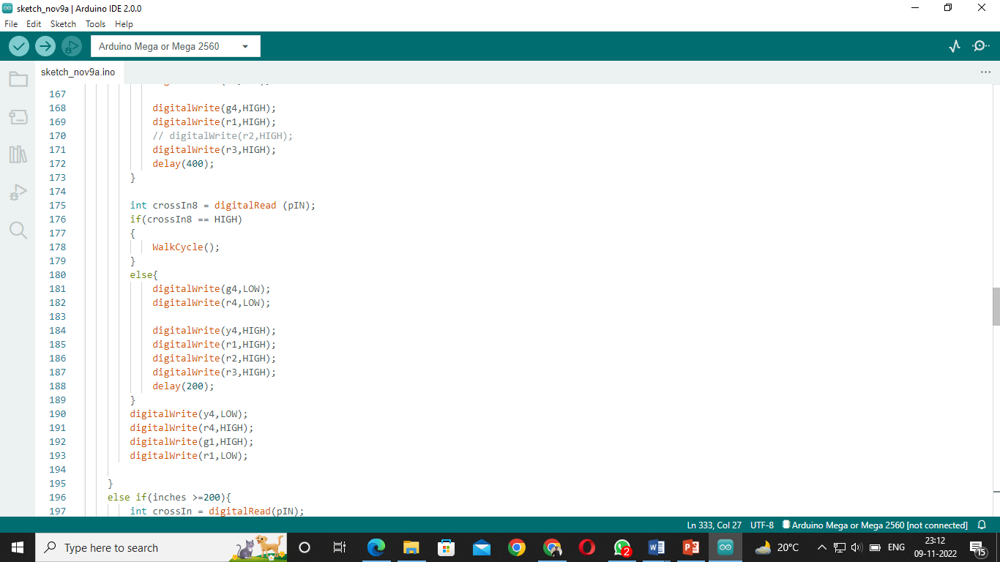 sketch_nov9a | Arduino IDE 2.0.0
File Edit Sketch Tools Help
Arduino Mega or Mega 2560
sketch_nov9a.ino
167
168 digitalWrite(g4,HIGH);
169 digitalWrite(r1,HIGH);
170 // digitalWrite(r2,HIGH);
171 digitalWrite(r3,HIGH);
172 delay(400);
173 }
174
175 int crossIn8 = digitalRead (pIN);
176 if(crossIn8 == HIGH)
177 {
178 WalkCycle();
179 }
180 else{
181 digitalWrite(g4,LOW);
182 digitalWrite(r4,LOW);
183
184 digitalWrite(y4,HIGH);
185 digitalWrite(r1,HIGH);
186 digitalWrite(r2,HIGH);
187 digitalWrite(r3,HIGH);
188 delay(200);
189 }
190 digitalWrite(y4,LOW);
191 digitalWrite(r4,HIGH);
192 digitalWrite(g1,HIGH);
193 digitalWrite(r1,LOW);
194
195 }
196 else if(inches >=200){
197 int crossIn = digitalRead(pIN);
Ln 333, Col 27 UTF-8 Arduino Mega or Mega 2560 [not connected]
Type here to search 2 20°C ENG 23:12 15
09-11-2022